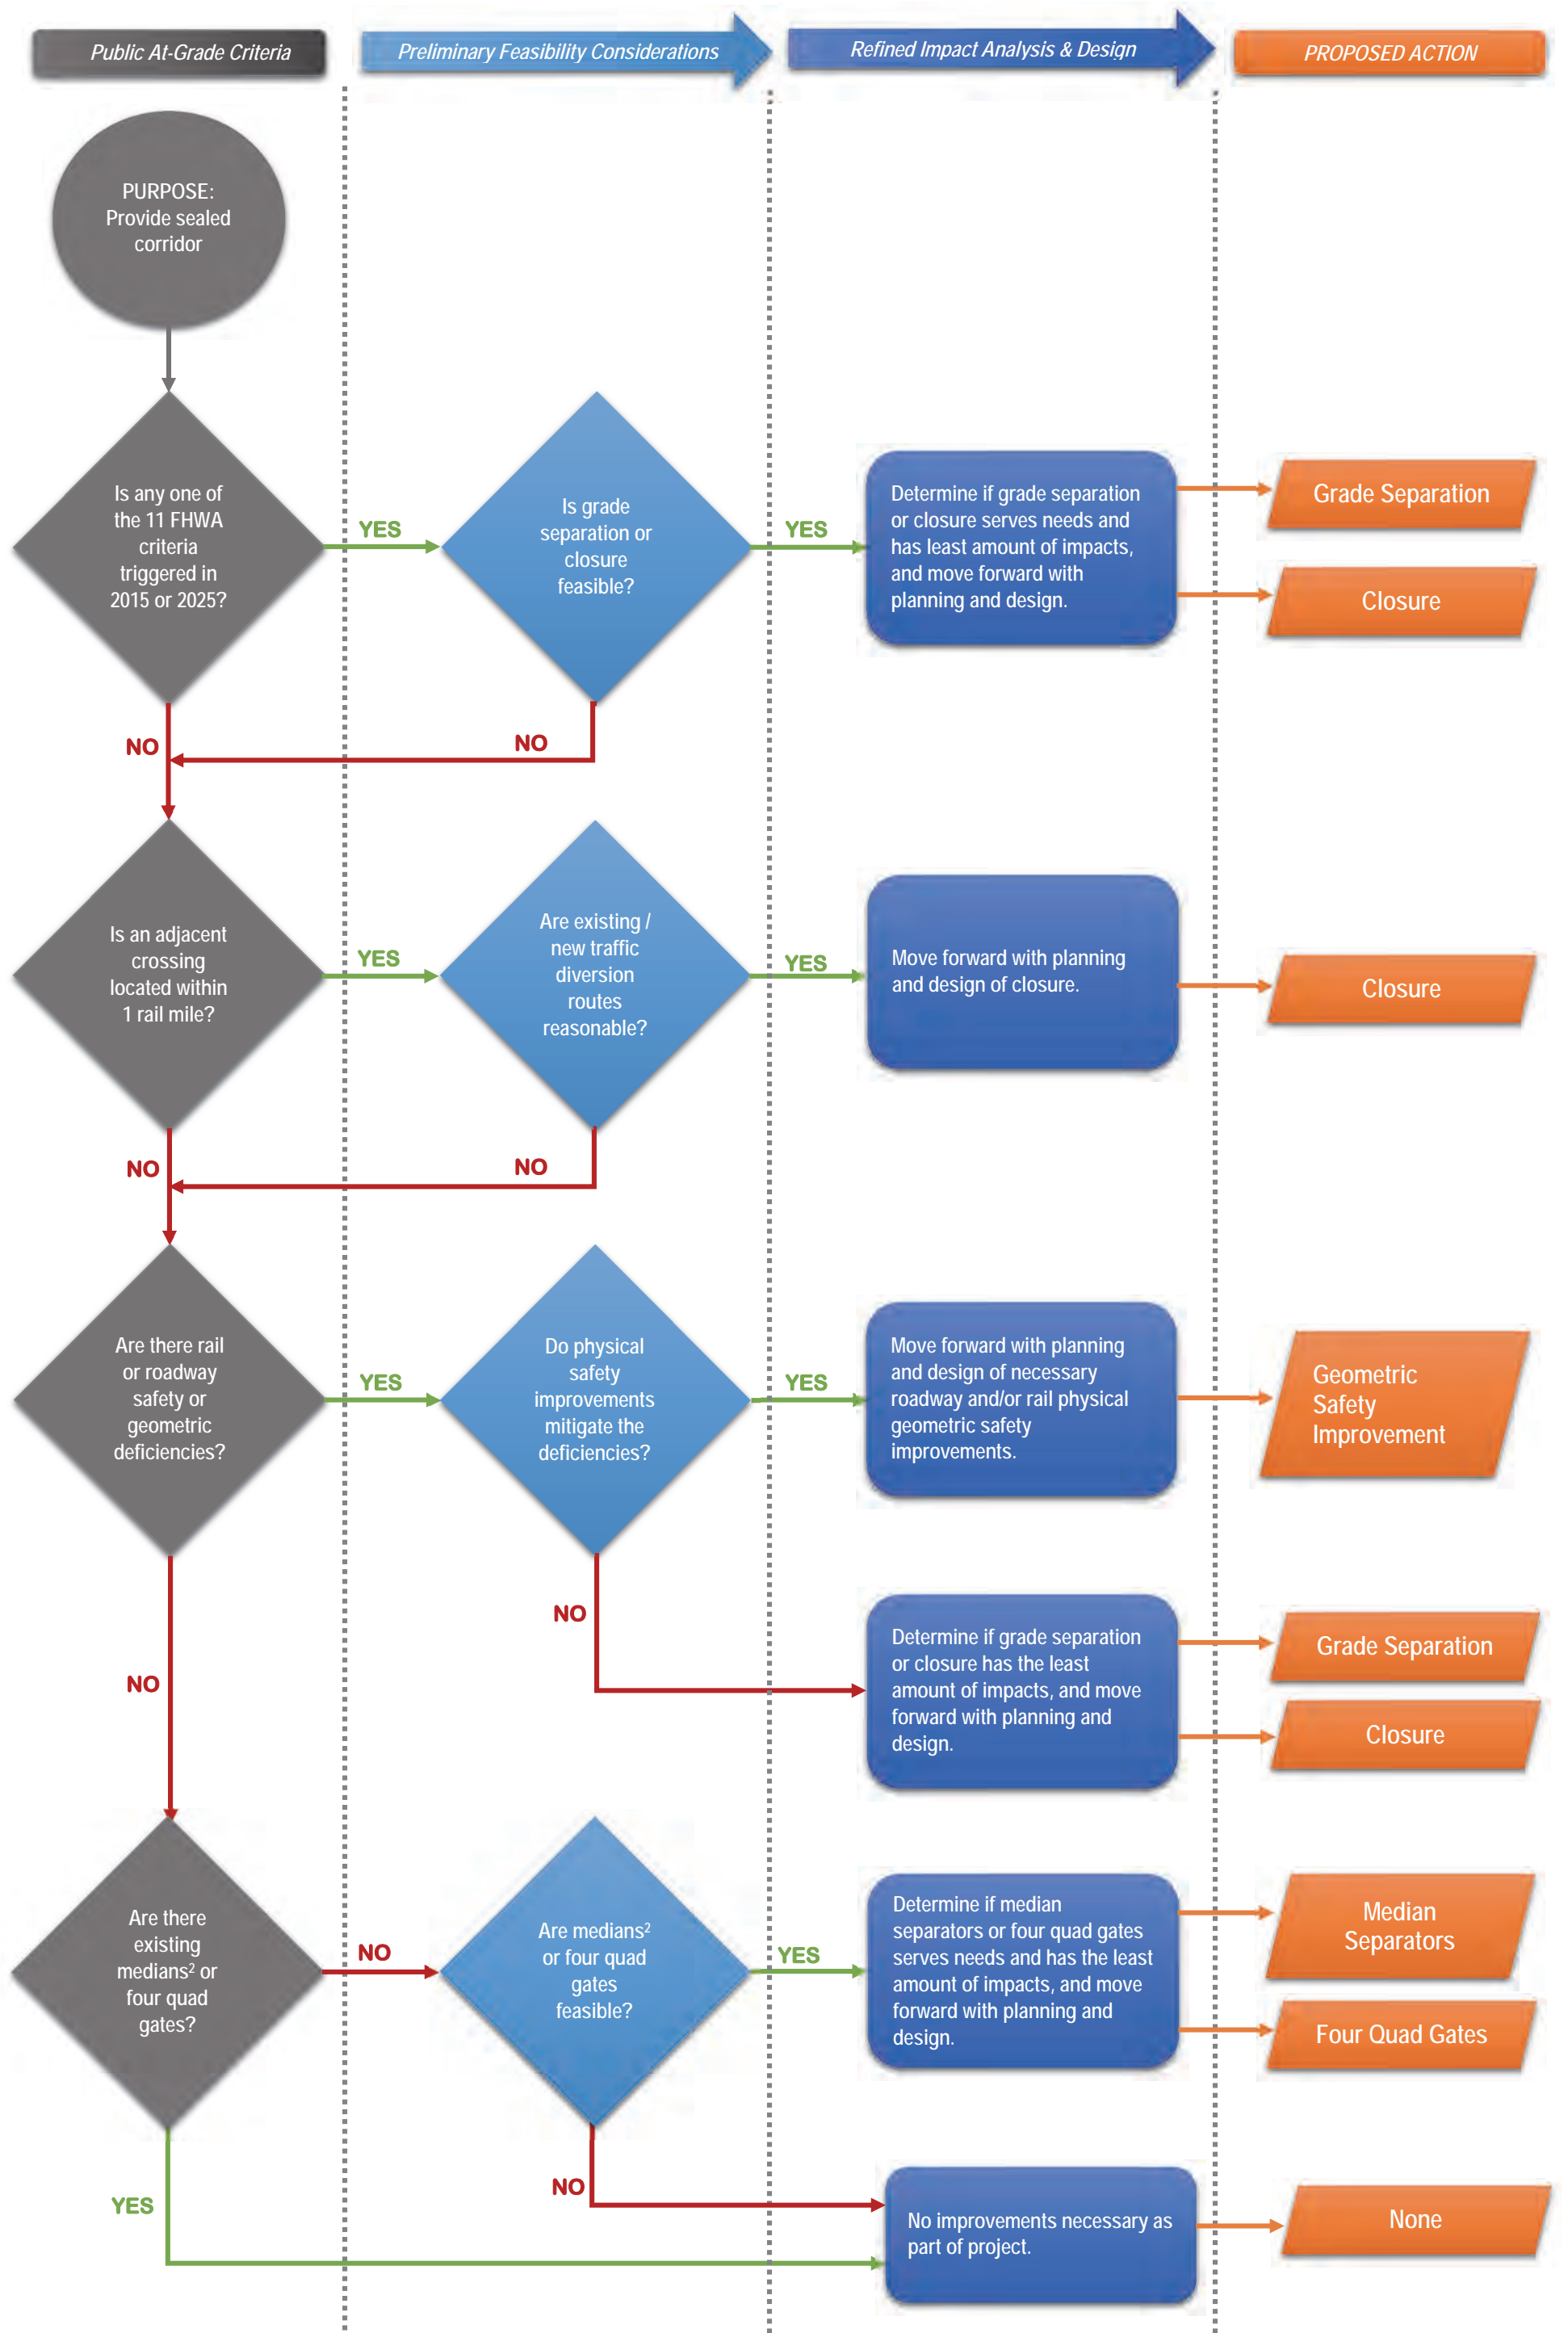 Public At-Grade Criteria
Preliminary Feasibility Considerations
Refined Impact Analysis & Design
PROPOSED ACTION
PURPOSE:
Provide sealed
corridor
Is any one of
the 11 FHWA
criteria
triggered in
2015 or 2025?
YES
Is grade
separation or
closure
feasible?
YES
Determine if grade separation
or closure serves needs and
has least amount of impacts,
and move forward with
planning and design.
Grade Separation
Closure
NO
NO
Is an adjacent
crossing
located within
1 rail mile?
YES
Are existing /
new traffic
diversion
routes
reasonable?
YES
Move forward with planning
and design of closure.
Closure
NO
NO
Are there rail
or roadway
safety or
geometric
deficiencies?
YES
Do physical
safety
improvements
mitigate the
deficiencies?
YES
Move forward with planning
and design of necessary
roadway and/or rail physical
geometric safety
improvements.
Geometric
Safety
Improvement
NO
NO
Determine if grade separation
or closure has the least
amount of impacts, and move
forward with planning and
design.
Grade Separation
Closure
Are there
existing
medians² or
four quad
gates?
NO
Are medians²
or four quad
gates
feasible?
YES
Determine if median
separators or four quad gates
serves needs and has the least
amount of impacts, and move
forward with planning and
design.
Median
Separators
Four Quad Gates
YES
NO
No improvements necessary as
part of project.
None